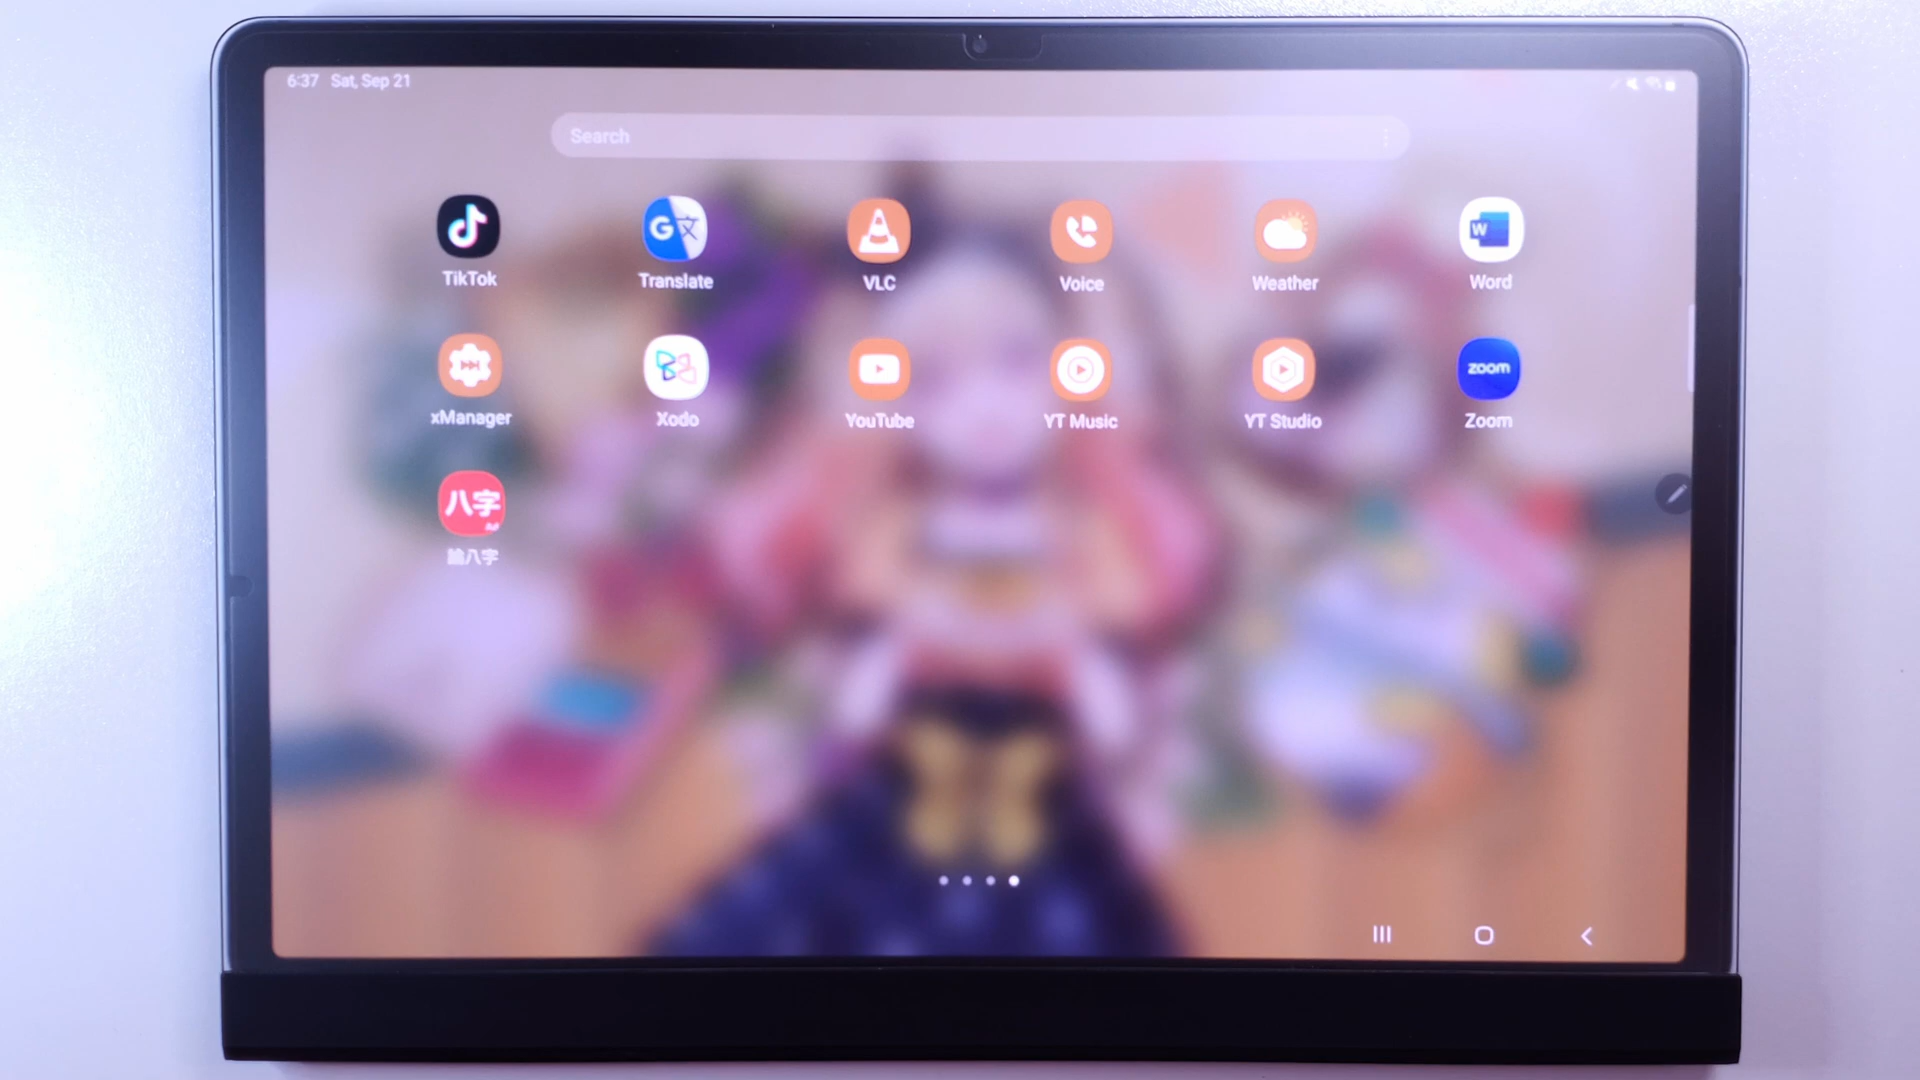 6:37 Sat, Sep 21
Search
TikTok Translate VLC Voice Weather Word
zoom
xManager Xodo YouTube YT Music YT Studio Zoom
八字
論八字